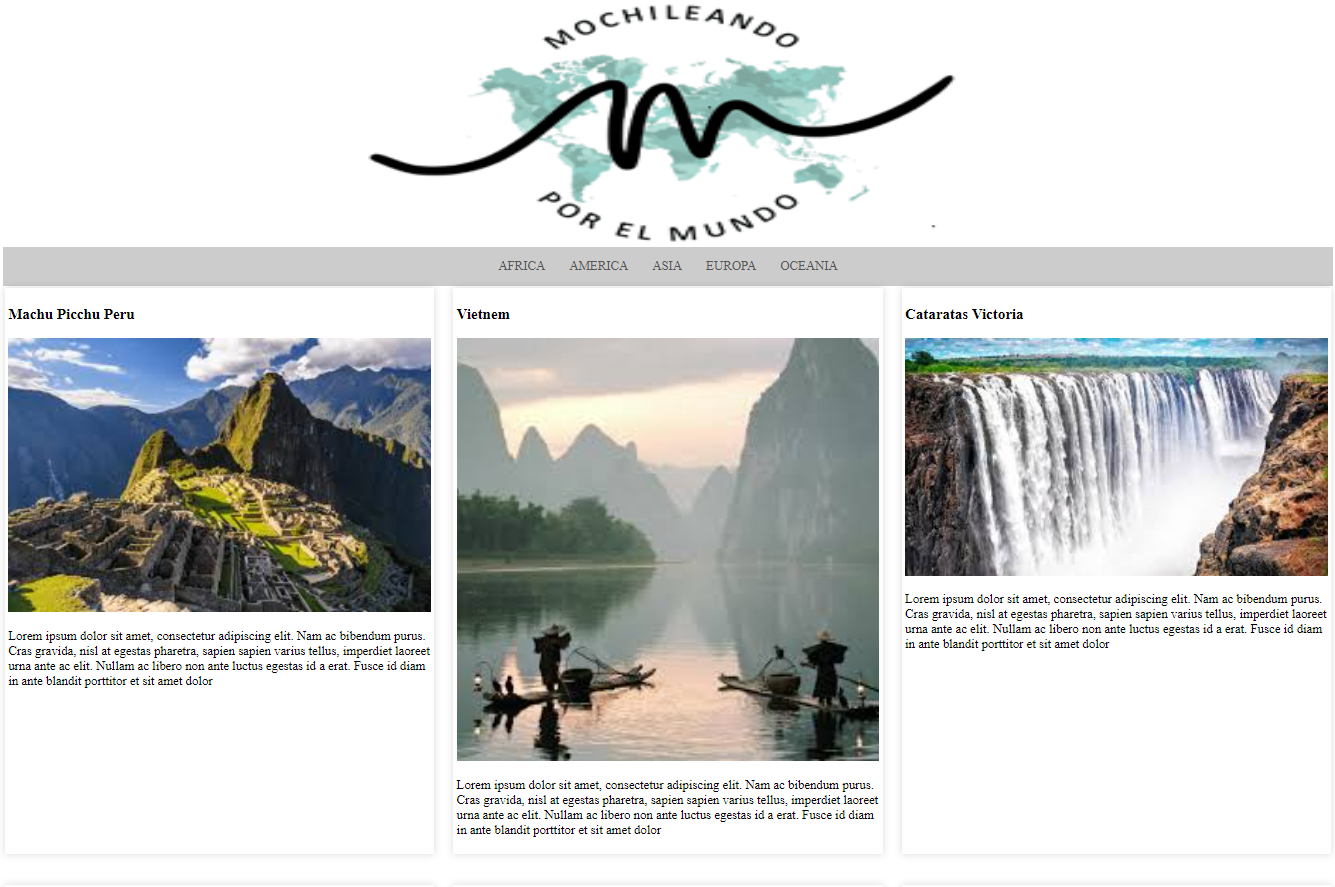 MOCHILEANDO
POR EL MUNDO
AFRICA AMERICA ASIA EUROPA OCEANIA
Machu Picchu Peru
Lorem ipsum dolor sit amet, consectetur adipiscing elit. Nam ac bibendum purus.
Cras gravida, nisl at egestas pharetra, sapien sapien varius tellus, imperdiet laoreet
urna ante ac elit. Nullam ac libero non ante luctus egestas id a erat. Fusce id diam
in ante blandit porttitor et sit amet dolor
Vietnem
Lorem ipsum dolor sit amet, consectetur adipiscing elit. Nam ac bibendum purus.
Cras gravida, nisl at egestas pharetra, sapien sapien varius tellus, imperdiet laoreet
urna ante ac elit. Nullam ac libero non ante luctus egestas id a erat. Fusce id diam
in ante blandit porttitor et sit amet dolor
Cataratas Victoria
Lorem ipsum dolor sit amet, consectetur adipiscing elit. Nam ac bibendum purus.
Cras gravida, nisl at egestas pharetra, sapien sapien varius tellus, imperdiet laoreet
urna ante ac elit. Nullam ac libero non ante luctus egestas id a erat. Fusce id diam
in ante blandit porttitor et sit amet dolor